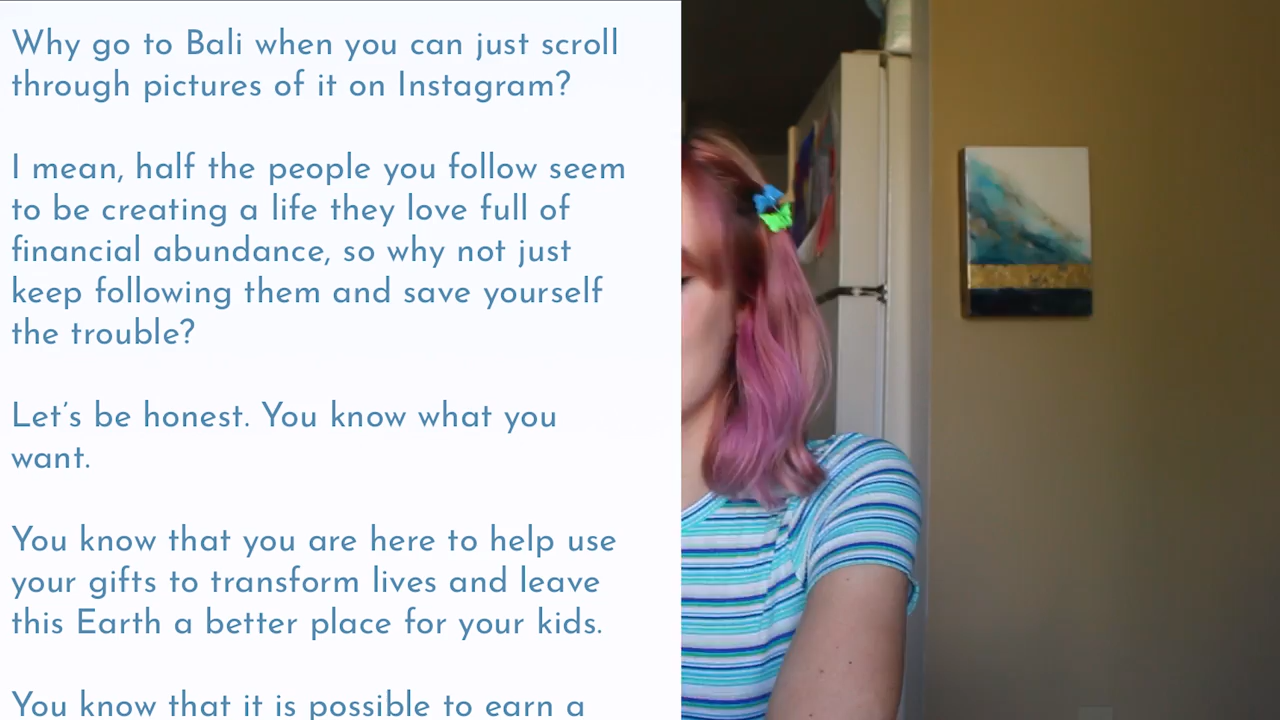 Why go to Bali when you can just scroll
through pictures of it on Instagram?
I mean, half the people you follow seem
to be creating a life they love full of
financial abundance, so why not just
keep following them and save yourself
the trouble?
Let's be honest. You know what you
want.
You know that you are here to help use
your gifts to transform lives and leave
this Earth a better place for your kids.
You know that it is possible to earn a